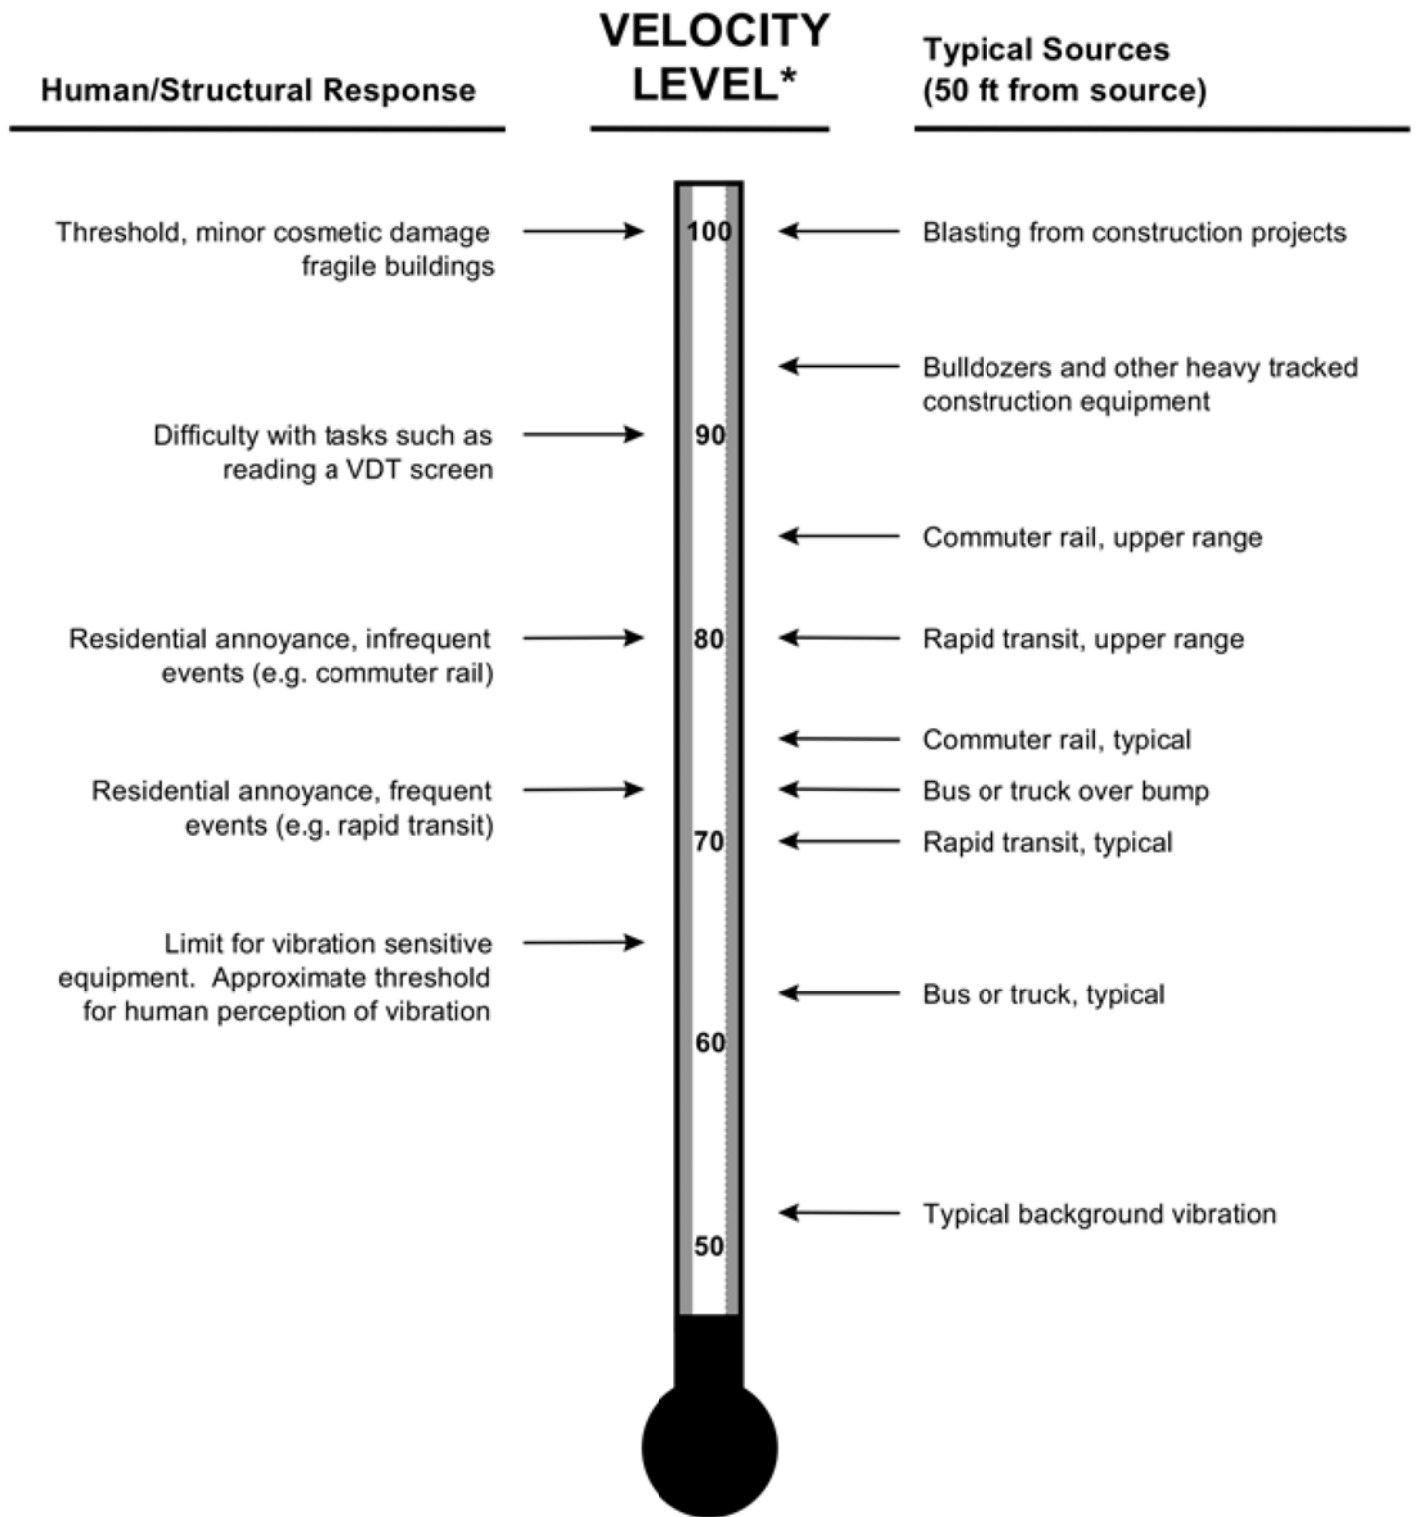 VELOCITY
LEVEL*
Human/Structural Response
Typical Sources
(50 ft from source)
Threshold, minor cosmetic damage
fragile buildings
100
Blasting from construction projects
Bulldozers and other heavy tracked
construction equipment
Difficulty with tasks such as
reading a VDT screen
90
Commuter rail, upper range
Residential annoyance, infrequent
events (e.g. commuter rail)
80
Rapid transit, upper range
Commuter rail, typical
Residential annoyance, frequent
events (e.g. rapid transit)
Bus or truck over bump
70
Rapid transit, typical
Limit for vibration sensitive
equipment.  Approximate threshold
for human perception of vibration
Bus or truck, typical
60
Typical background vibration
50